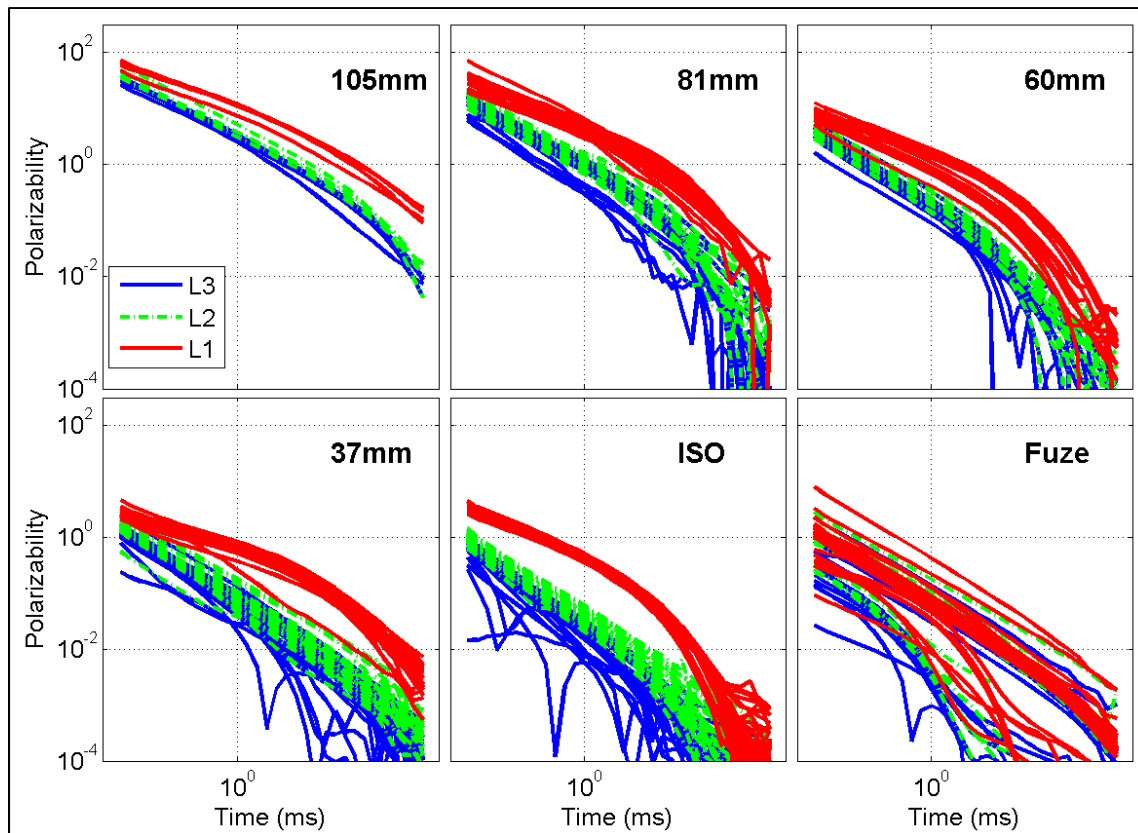 105mm
81mm
60mm
Polarizability
10^2
10^0
10^-2
10^-4
L3
L2
L1
37mm
ISO
Fuze
Polarizability
10^2
10^0
10^-2
10^-4
10^0
10^0
10^0
Time (ms)
Time (ms)
Time (ms)